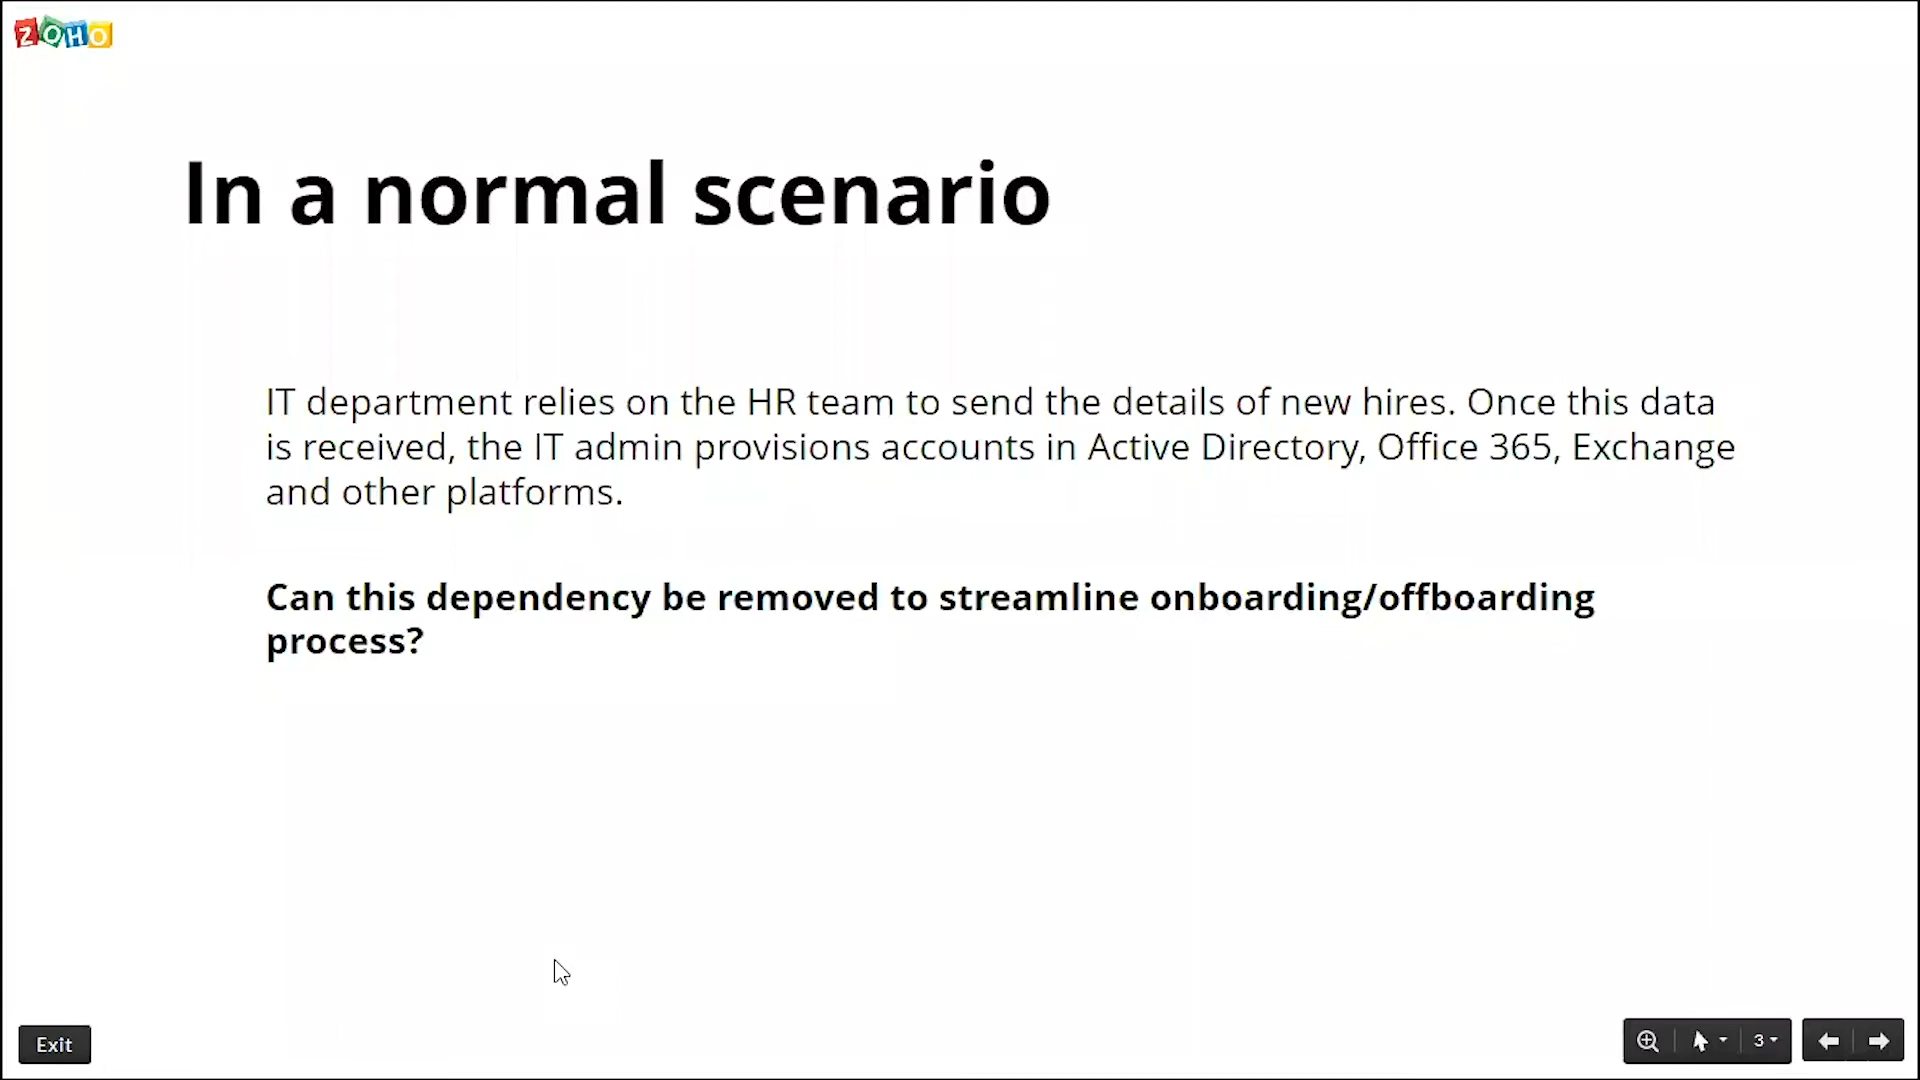 ZOHO
In a normal scenario
IT department relies on the HR team to send the details of new hires. Once this data
is received, the IT admin provisions accounts in Active Directory, Office 365, Exchange
and other platforms.
Can this dependency be removed to streamline onboarding/offboarding
process?
Exit
3